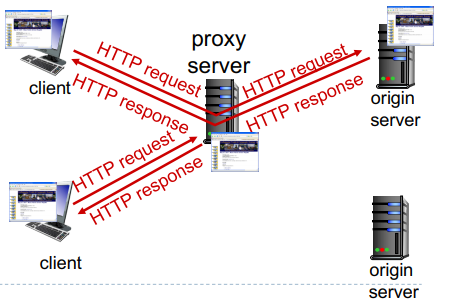 proxy
server
HTTP request
HTTP response
client
HTTP request
HTTP response
origin
server
HTTP request
HTTP response
client
origin
server